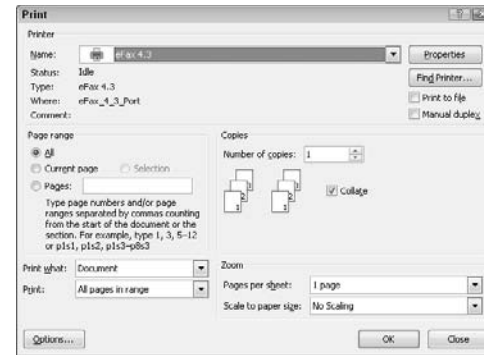 Print
Printer
Name: eFax 4.3
Properties
Status: Idle
Find Printer...
Type: eFax 4.3
Where: eFax_4_3_Port
Print to file
Comment:
Manual duplex
Page range
All
Current page Selection
Pages:
Type page numbers and/or page
ranges separated by commas counting
from the start of the document or the
section. For example, type 1, 3, 5–12
or p1s1, p1s2, p1s3–p8s3
Copies
Number of copies: 1
Collate
Print what: Document
Print: All pages in range
Zoom
Pages per sheet: 1 page
Scale to paper size: No Scaling
Options...
OK
Close